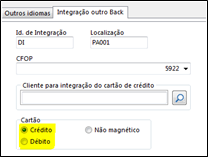 Outros idiomas Integração outro Back
Id. de Integração Localização
DI PA001
CFOP
5922
Cliente para integração do cartão de crédito
Cartão
Crédito Não magnético
Débito